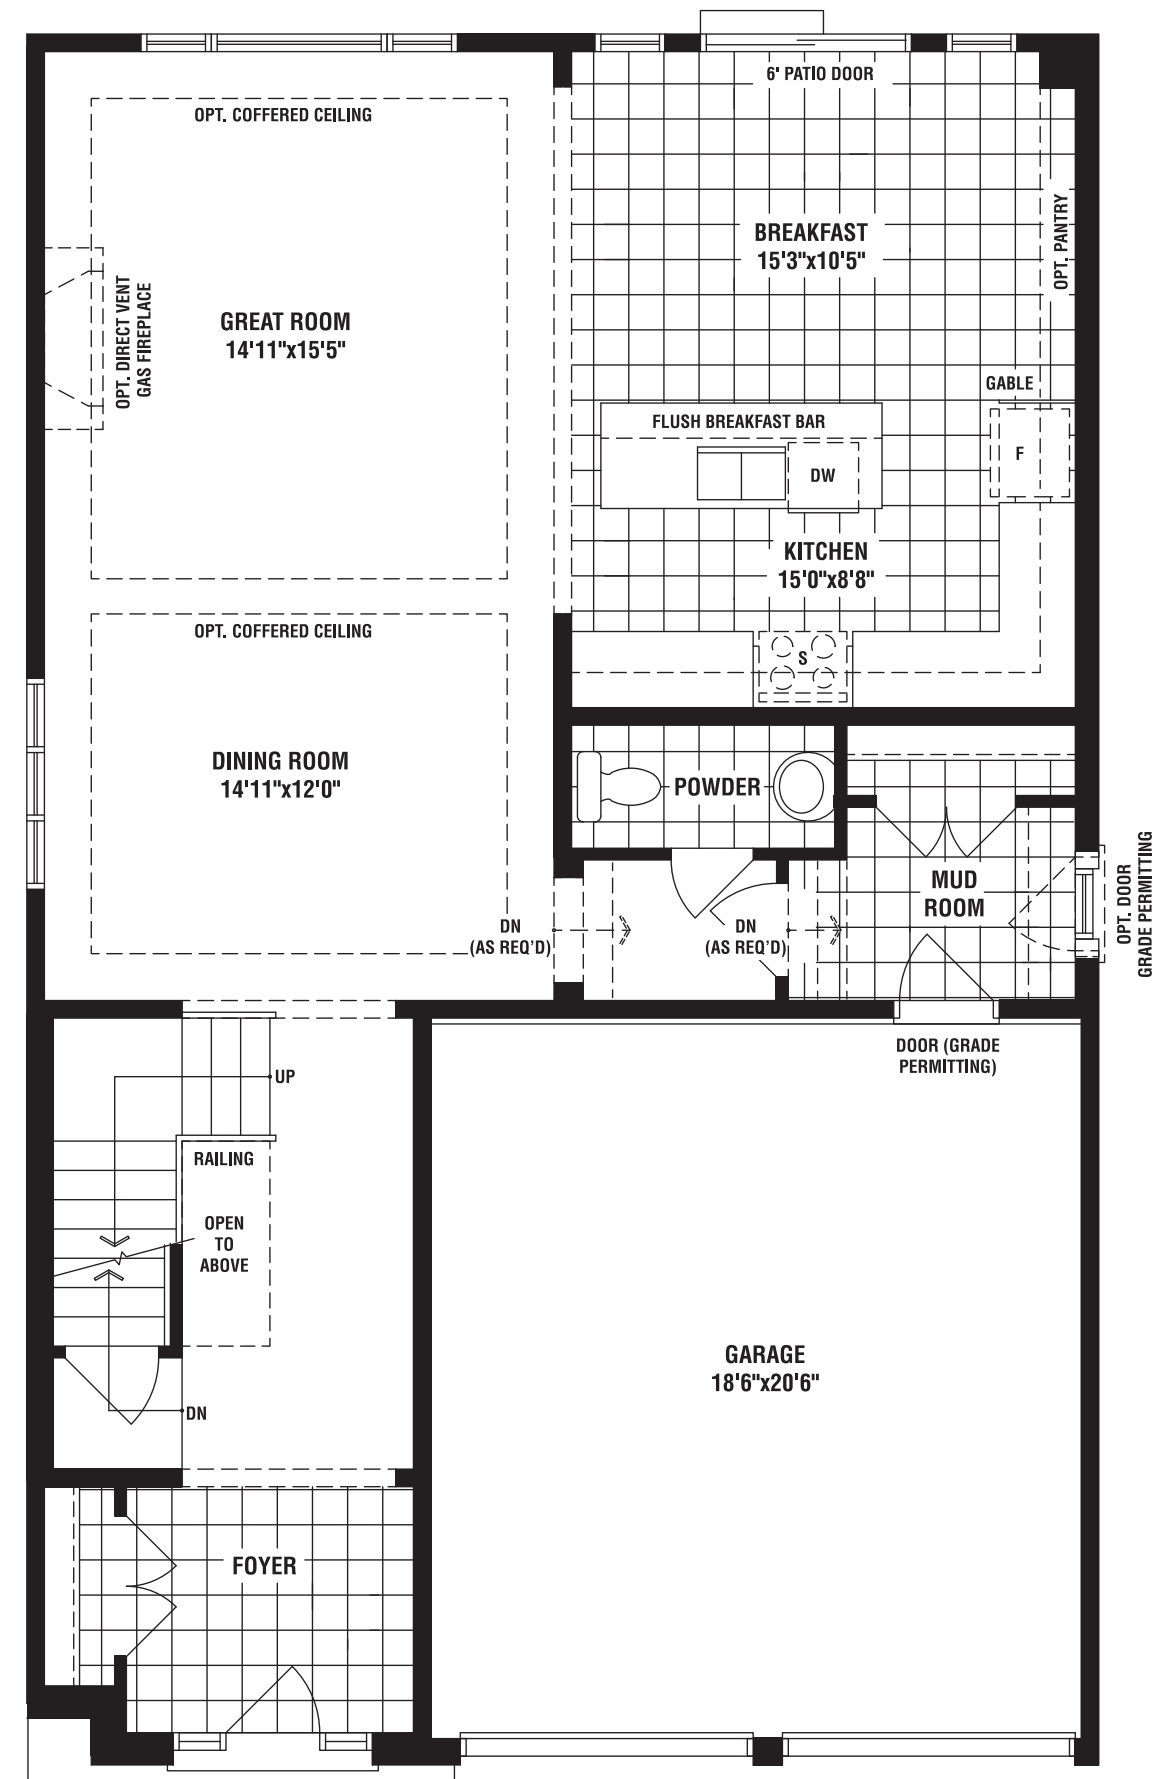 6' PATIO DOOR
OPT. COFFERED CEILING
BREAKFAST
15'3"x10'5"
OPT. PANTRY
GREAT ROOM
14'11"x15'5"
OPT. DIRECT VENT
GAS FIREPLACE
GABLE
FLUSH BREAKFAST BAR
F
DW
KITCHEN
15'0"x8'8"
OPT. COFFERED CEILING
S
DINING ROOM
14'11"x12'0"
POWDER
MUD
ROOM
OPT. DOOR
GRADE PERMITTING
DN
(AS REQ'D)
DN
(AS REQ'D)
DOOR (GRADE
PERMITTING)
UP
RAILING
OPEN
TO
ABOVE
GARAGE
18'6"x20'6"
DN
FOYER